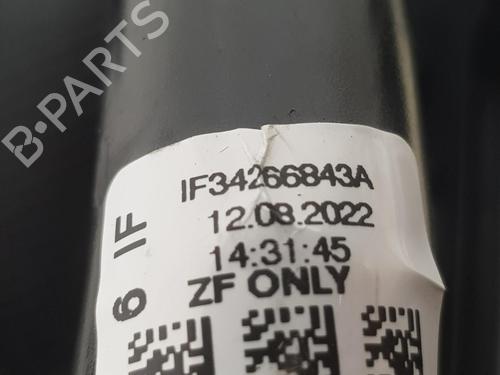 B-PARTS
IF34266843A
12.08.2022
14:31:45
ZF ONLY
6 IF